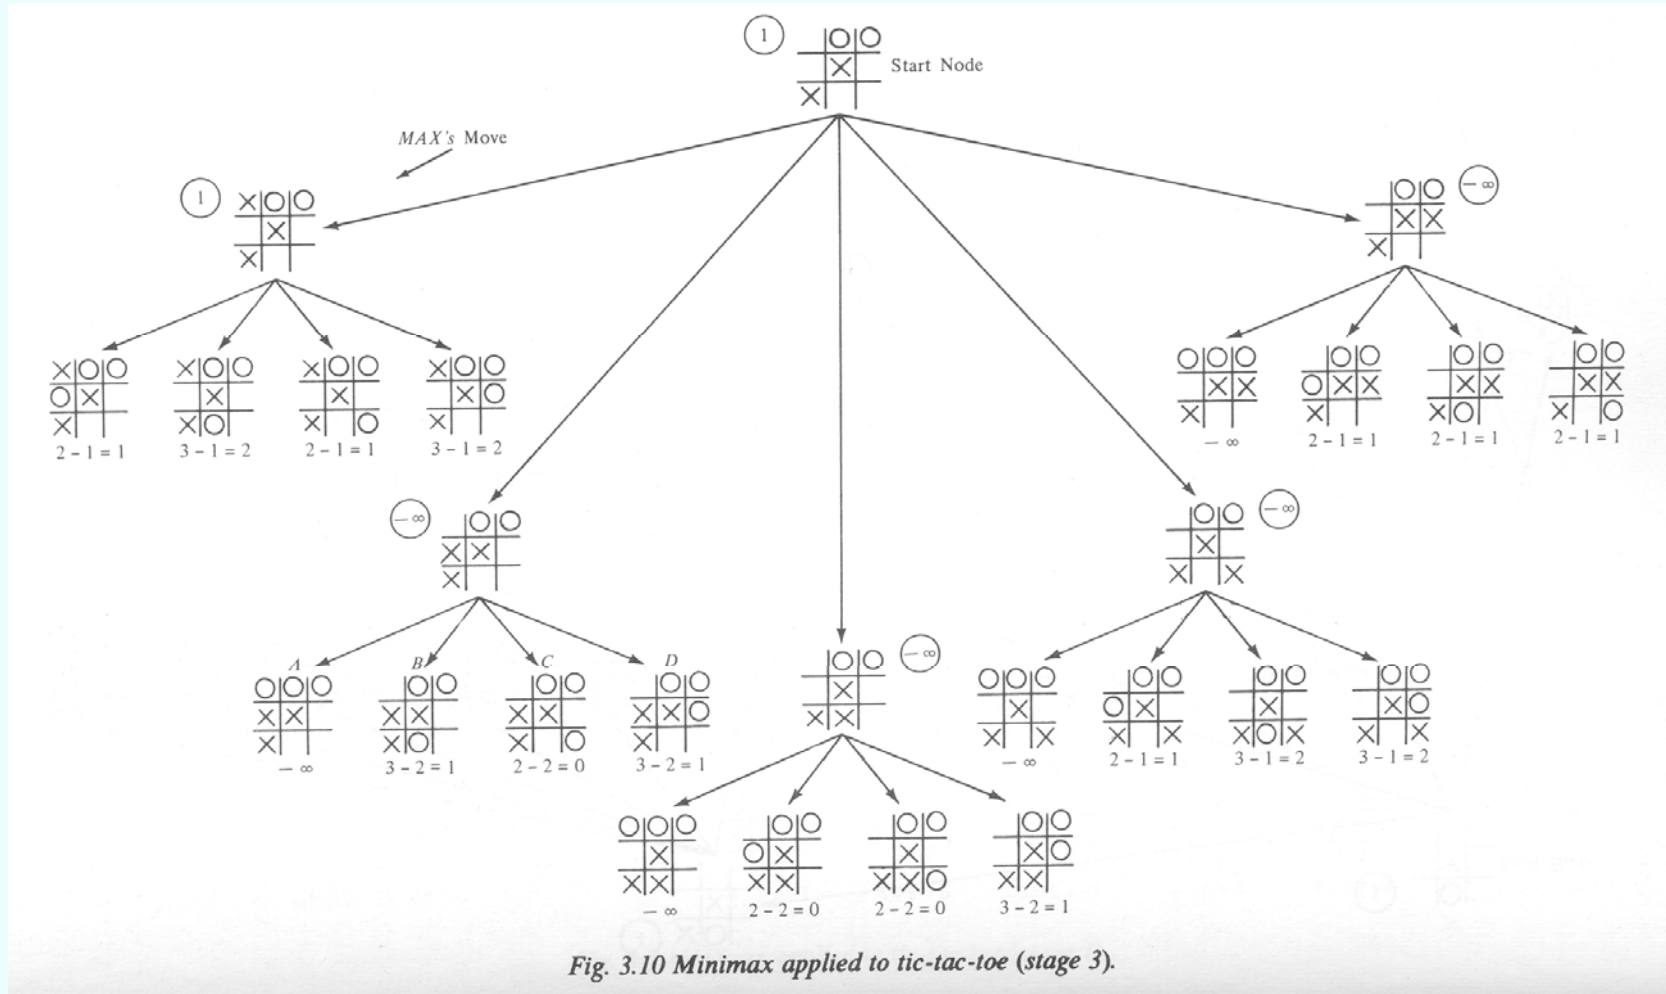 1
O O
X
X
Start Node
MAX's Move
1
X O O
X
X
O O
X X
X
− ∞
X O O
O X
X
2 − 1 = 1
X O O
X
X O
3 − 1 = 2
X O O
X
X O
2 − 1 = 1
X O O
X O
X
3 − 1 = 2
O O O
X X
X
− ∞
O O
O X X
X
2 − 1 = 1
O O
X X
X O
2 − 1 = 1
O O
X X
X O
2 − 1 = 1
− ∞
O O
X X
X
O O
X
X X
− ∞
A
O O O
X X
X
− ∞
B
O O
X X
X O
3 − 2 = 1
C
O O
X X
X O
2 − 2 = 0
D
O O
X X O
X
3 − 2 = 1
O O
X
X X
− ∞
O O O
X
X X
− ∞
O O
O X
X X
2 − 1 = 1
O O
X
X O X
3 − 1 = 2
O O
X O
X X
3 − 1 = 2
O O O
X
X X
− ∞
O O
O X
X X
2 − 2 = 0
O O
X
X X O
2 − 2 = 0
O O
X O
X X
3 − 2 = 1
Fig. 3.10 Minimax applied to tic-tac-toe (stage 3).